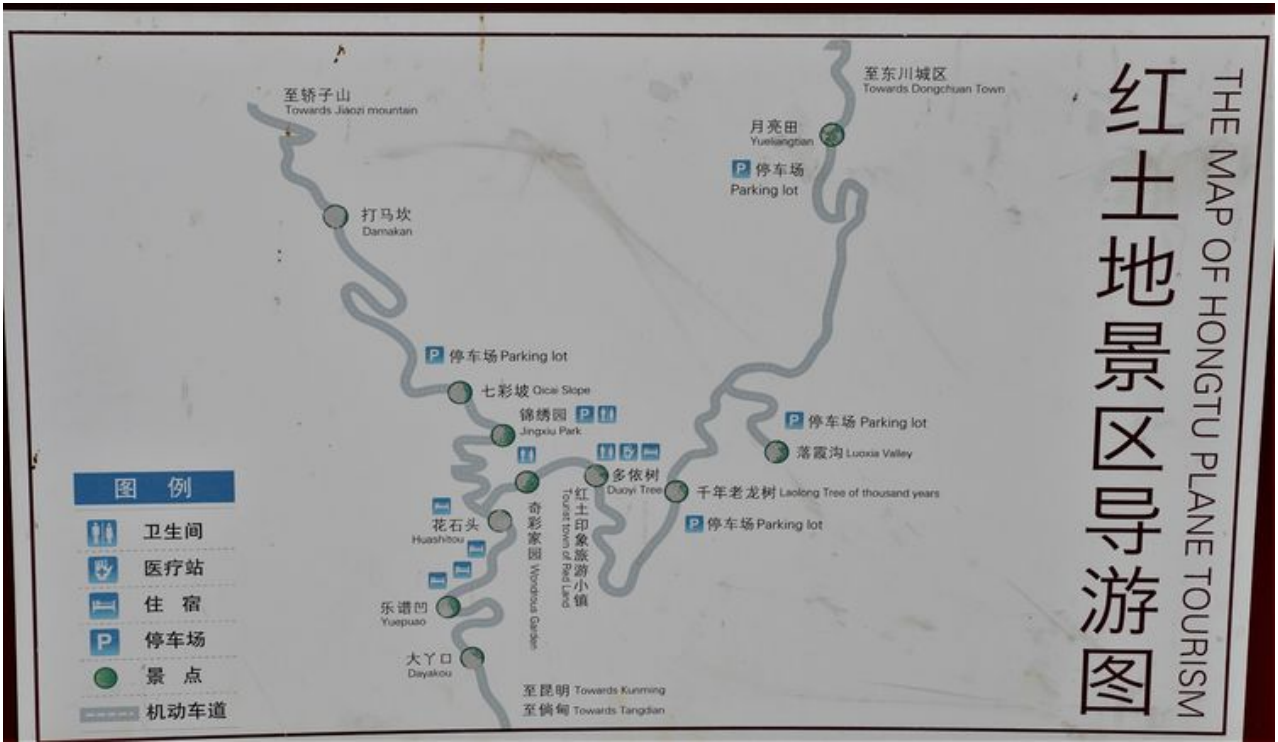 红土地景区导游图
THE MAP OF HONGTU PLANE TOURISM
至轿子山
Towards Jiaozi mountain
至东川城区
Towards Dongchuan Town
月亮田
Yueliangtian
P 停车场
Parking lot
打马坎
Damakan
P 停车场 Parking lot
七彩坡 Qicai Slope
锦绣园 P
Jingxiu Park
P 停车场 Parking lot
落霞沟 Luoxia Valley
多依树
Duoyi Tree
千年老龙树 Laolong Tree of thousand years
P 停车场 Parking lot
红土印象旅游小镇
Tourist town of Red Land
奇彩家园 Wondrous Garden
花石头
Huashitou
乐谱凹
Yuepuao
大丫口
Dayakou
至昆明 Towards Kunming
至倘甸 Towards Tangdian
图 例
卫生间
医疗站
住 宿
P 停车场
景 点
机动车道